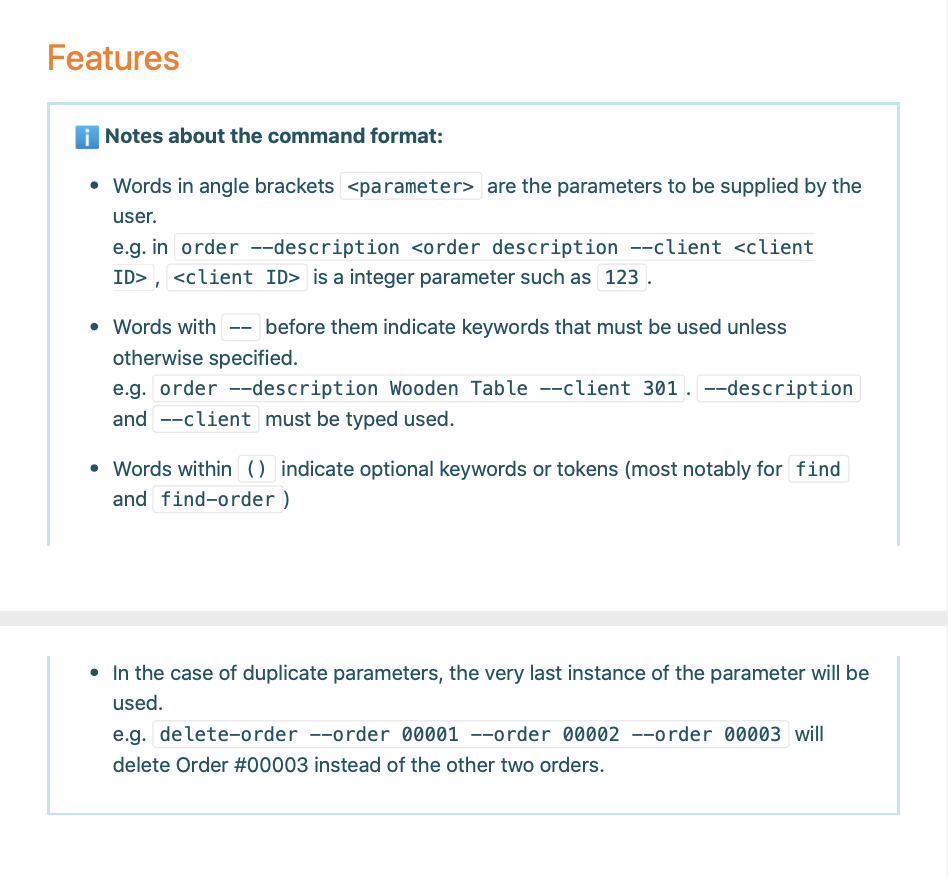 Features
ℹ️ Notes about the command format:
• Words in angle brackets <parameter> are the parameters to be supplied by the
user.
e.g. in order --description <order description --client <client
ID> , <client ID> is a integer parameter such as 123 .
• Words with -- before them indicate keywords that must be used unless
otherwise specified.
e.g. order --description Wooden Table --client 301 . --description
and --client must be typed used.
• Words within () indicate optional keywords or tokens (most notably for find
and find-order )
• In the case of duplicate parameters, the very last instance of the parameter will be
used.
e.g. delete-order --order 00001 --order 00002 --order 00003 will
delete Order #00003 instead of the other two orders.